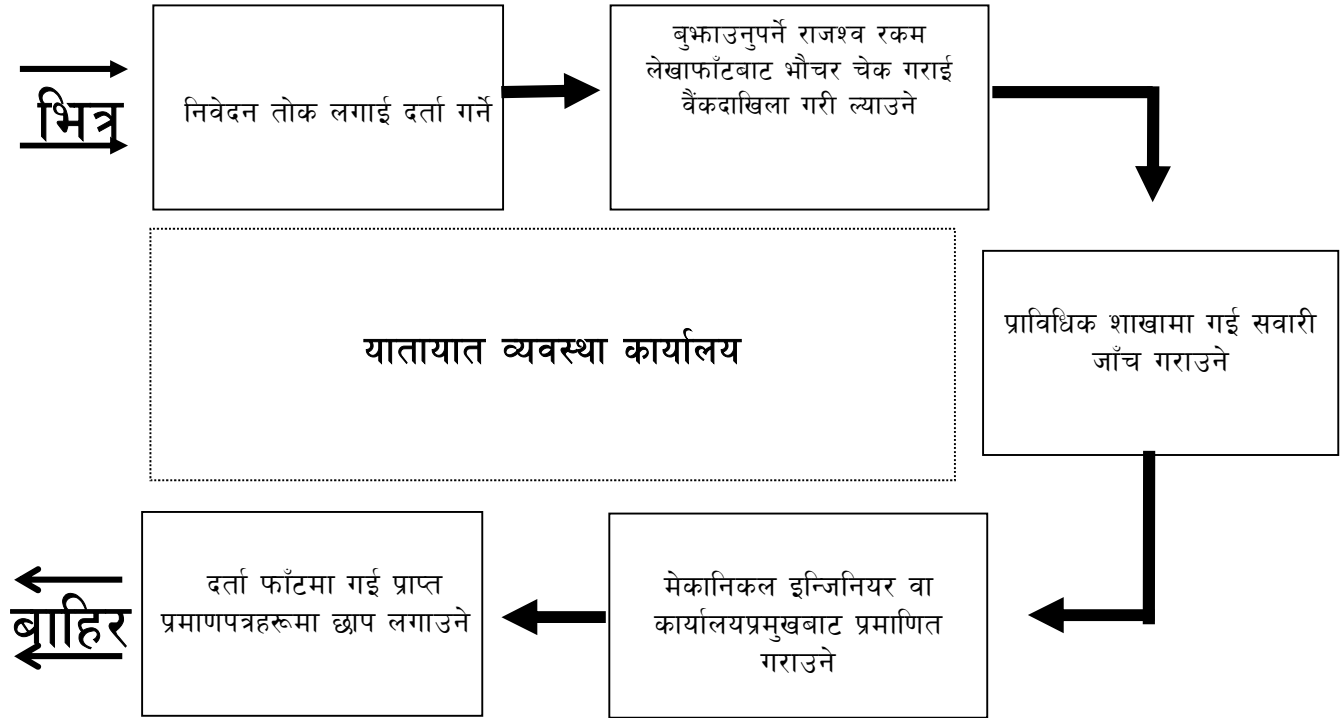 भित्र
निवेदन तोक लगाई दर्ता गर्ने
बुझाउनुपर्ने राजश्व रकम
लेखाफाँटबाट भौचर चेक गराई
वैंकदाखिला गरी ल्याउने
यातायात व्यवस्था कार्यालय
प्राविधिक शाखामा गई सवारी
जाँच गराउने
मेकानिकल इन्जिनियर वा
कार्यालयप्रमुखबाट प्रमाणित
गराउने
दर्ता फाँटमा गई प्राप्त
प्रमाणपत्रहरूमा छाप लगाउने
बाहिर